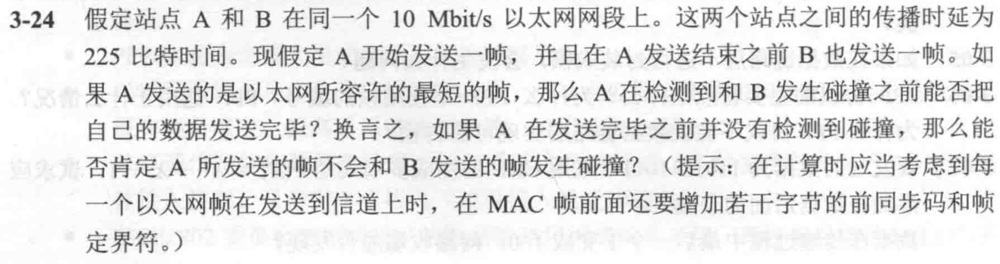 3-24 假定站点 A 和 B 在同一个 10 Mbit/s 以太网网段上。这两个站点之间的传播时延为
225 比特时间。现假定 A 开始发送一帧，并且在 A 发送结束之前 B 也发送一帧。如
果 A 发送的是以太网所容许的最短的帧，那么 A 在检测到和 B 发生碰撞之前能否把
自己的数据发送完毕？换言之，如果 A 在发送完毕之前并没有检测到碰撞，那么能
否肯定 A 所发送的帧不会和 B 发送的帧发生碰撞？（提示：在计算时应当考虑到每
一个以太网帧在发送到信道上时，在 MAC 帧前面还要增加若干字节的前同步码和帧
定界符。）